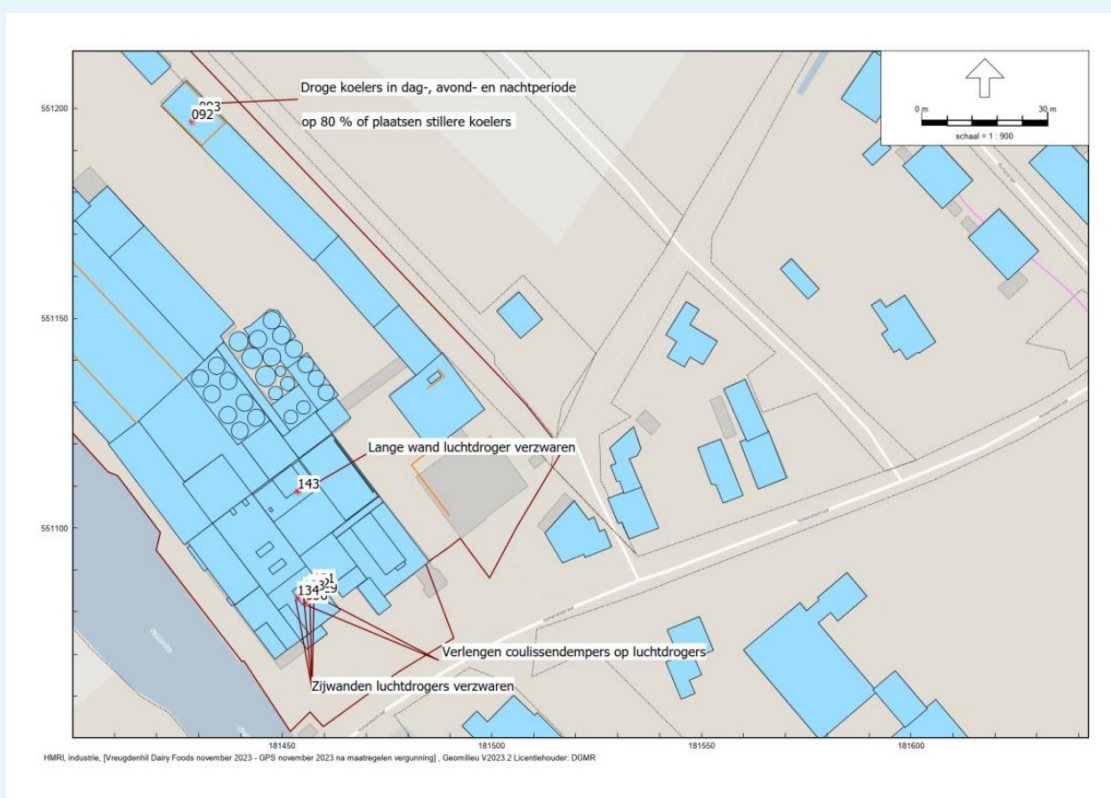 Droge koelers in dag-, avond- en nachtperiode
op 80 % of plaatsen stillere koelers
092
0 m
30 m
schaal = 1 : 900
551200
551150
Lange wand luchtdroger verzwaren
143
551100
134
Verlengen coulissendempers op luchtdrogers
Zijwanden luchtdrogers verzwaren
181450
181500
181550
181600
HMRI, industrie, [Vreugdenhil Dairy Foods november 2023 - GPS november 2023 na maatregelen vergunning] , Geomilieu V2023.2 Licentiehouder: DGMR